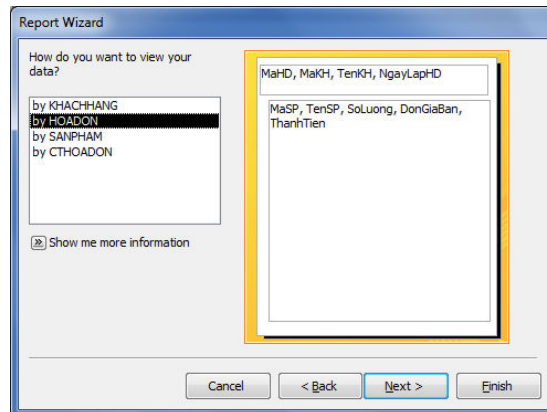 Report Wizard
How do you want to view your
data?
by KHACHHANG
by HOADON
by SANPHAM
by CTHOADON
Show me more information
MaHD, MaKH, TenKH, NgayLapHD
MaSP, TenSP, SoLuong, DonGiaBan,
ThanhTien
Cancel
< Back
Next >
Finish